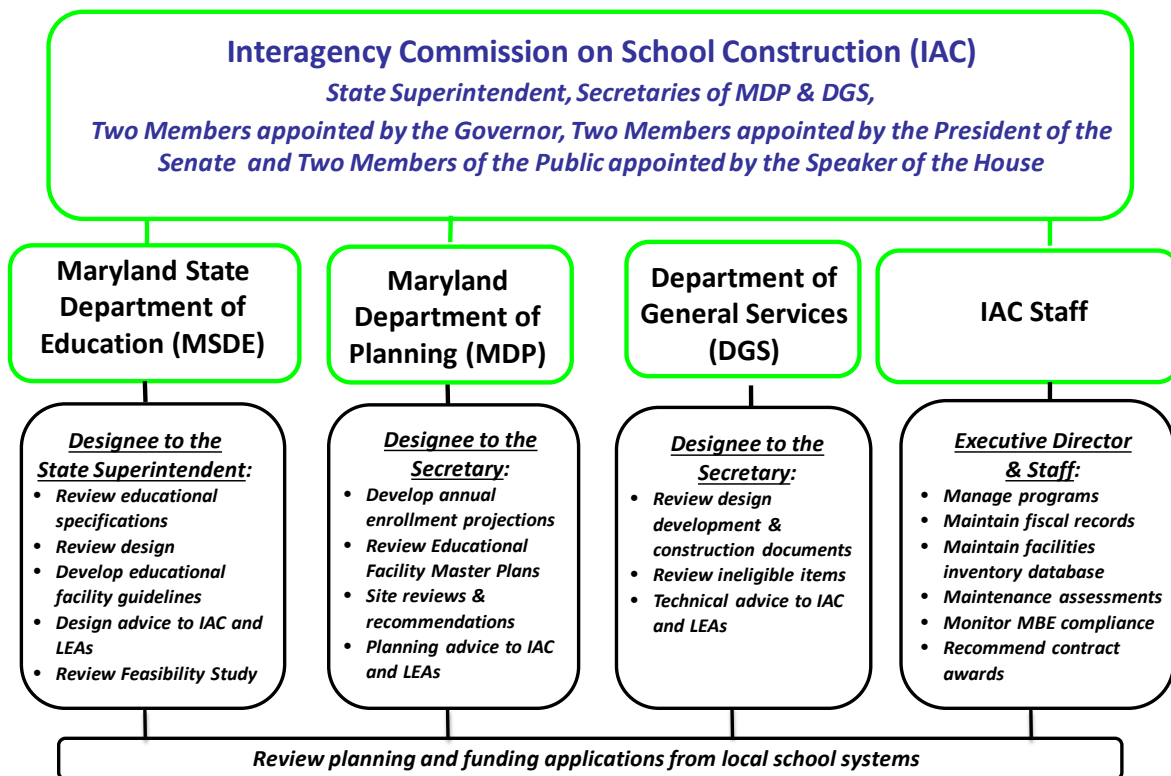 Interagency Commission on School Construction (IAC)
State Superintendent, Secretaries of MDP & DGS,
Two Members appointed by the Governor, Two Members appointed by the President of the
Senate and Two Members of the Public appointed by the Speaker of the House
Maryland State
Department of
Education (MSDE)
Maryland
Department of
Planning (MDP)
Department of
General Services
(DGS)
IAC Staff
Designee to the
State Superintendent:
• Review educational
specifications
• Review design
• Develop educational
facility guidelines
• Design advice to IAC and
LEAs
• Review Feasibility Study
Designee to the
Secretary:
• Develop annual
enrollment projections
• Review Educational
Facility Master Plans
• Site reviews &
recommendations
• Planning advice to IAC
and LEAs
Designee to the
Secretary:
• Review design
development &
construction documents
• Review ineligible items
• Technical advice to IAC
and LEAs
Executive Director
& Staff:
• Manage programs
• Maintain fiscal records
• Maintain facilities
inventory database
• Maintenance assessments
• Monitor MBE compliance
• Recommend contract
awards
Review planning and funding applications from local school systems